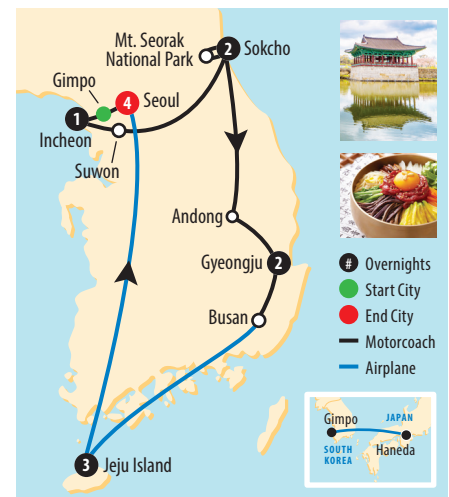 Mt. Seorak
National Park
2
Sokcho
Gimpo
4
Seoul
1
Incheon
Suwon
Andong
Gyeongju
2
Busan
3
Jeju Island
# Overnights
Start City
End City
Motorcoach
Airplane
Gimpo
JAPAN
SOUTH
KOREA
Haneda